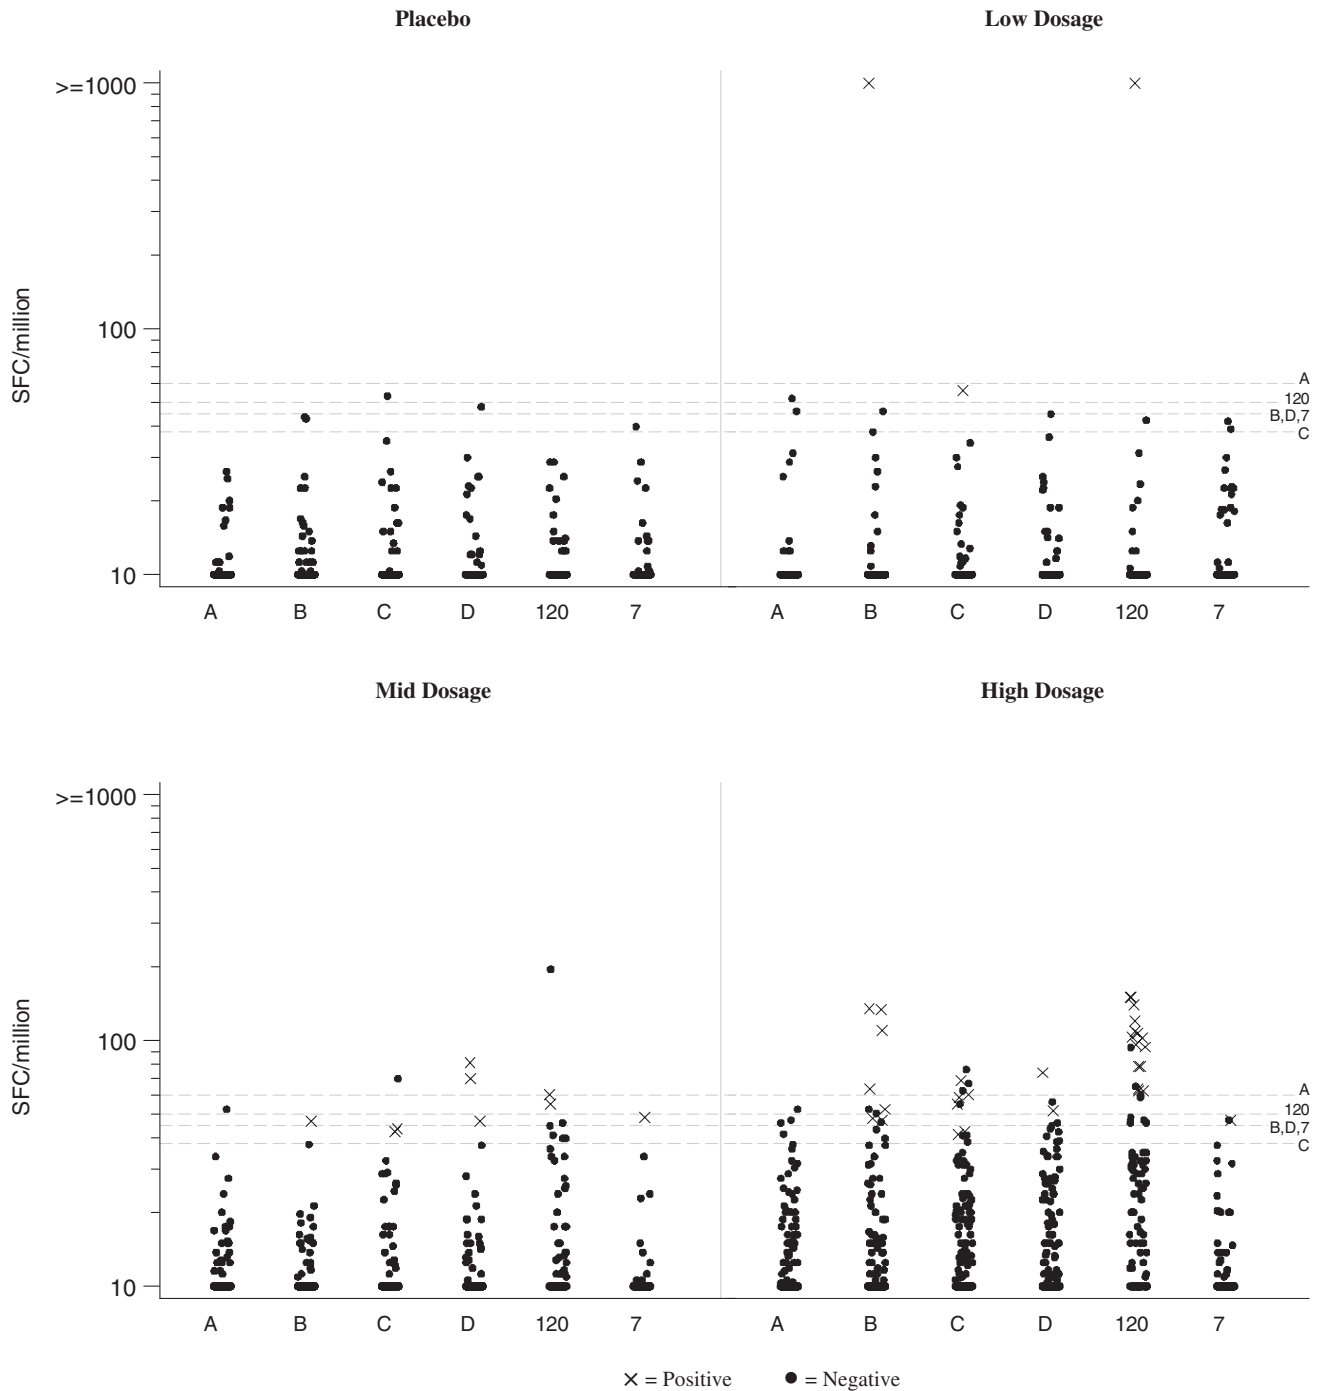 Placebo Low Dosage
>=1000
100
10
SFC/million
A
120
B,D,7
C
A B C D 120 7 A B C D 120 7
Mid Dosage High Dosage
>=1000
100
10
SFC/million
A
120
B,D,7
C
A B C D 120 7 A B C D 120 7
× = Positive ● = Negative